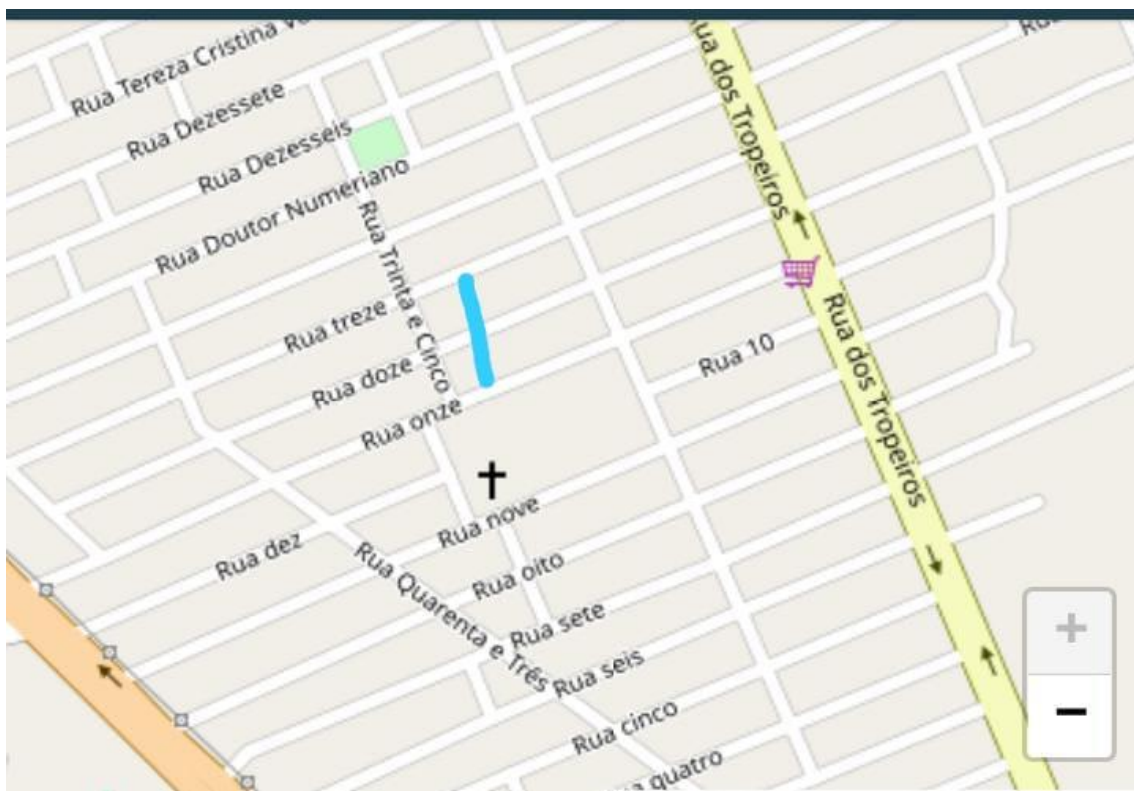 Rua Tereza Cristina
Rua dos Tropeiros
Rua Dezessete
Rua Dezesseis
Rua Doutor Numeriano
Rua Trinta e Cinco
Rua treze
Rua dos Tropeiros
Rua doze
Rua 10
Rua onze
Rua nove
Rua dez
Rua oito
Rua Quarenta e Três
Rua sete
Rua seis
Rua cinco
quatro
+
−